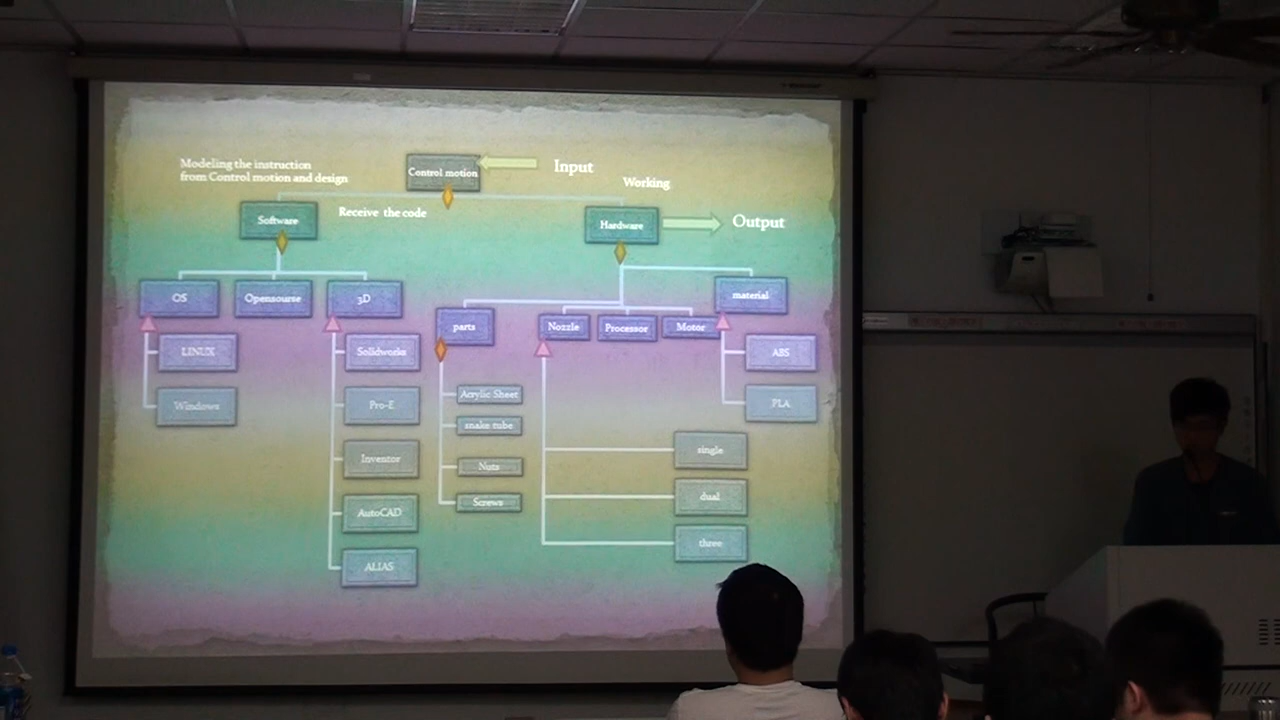 Modeling the instruction
from Control motion and design
Control motion
Input
Working
Software
Receive the code
Hardware
Output
OS
Opensourse
3D
material
parts
Nozzle
Processor
Motor
LINUX
Solidworks
ABS
Windows
Pro-E
Acrylic Sheet
PLA
snake tube
Inventor
Nuts
single
AutoCAD
Screws
dual
ALIAS
three